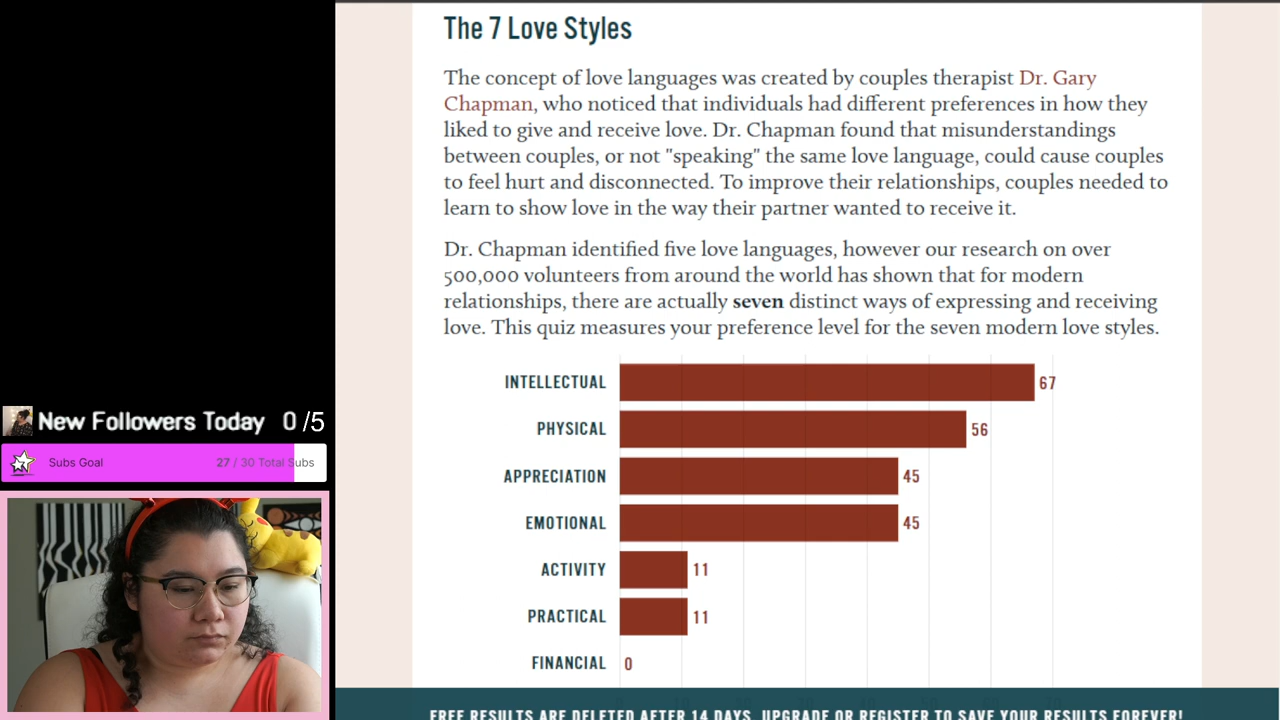 The 7 Love Styles
The concept of love languages was created by couples therapist Dr. Gary
Chapman, who noticed that individuals had different preferences in how they
liked to give and receive love. Dr. Chapman found that misunderstandings
between couples, or not "speaking" the same love language, could cause couples
to feel hurt and disconnected. To improve their relationships, couples needed to
learn to show love in the way their partner wanted to receive it.
Dr. Chapman identified five love languages, however our research on over
500,000 volunteers from around the world has shown that for modern
relationships, there are actually seven distinct ways of expressing and receiving
love. This quiz measures your preference level for the seven modern love styles.
INTELLECTUAL 67
PHYSICAL 56
APPRECIATION 45
EMOTIONAL 45
ACTIVITY 11
PRACTICAL 11
FINANCIAL 0
FREE RESULTS ARE DELETED AFTER 14 DAYS. UPGRADE OR REGISTER TO SAVE YOUR RESULTS FOREVER!
New Followers Today 0 /5
Subs Goal 27 / 30 Total Subs